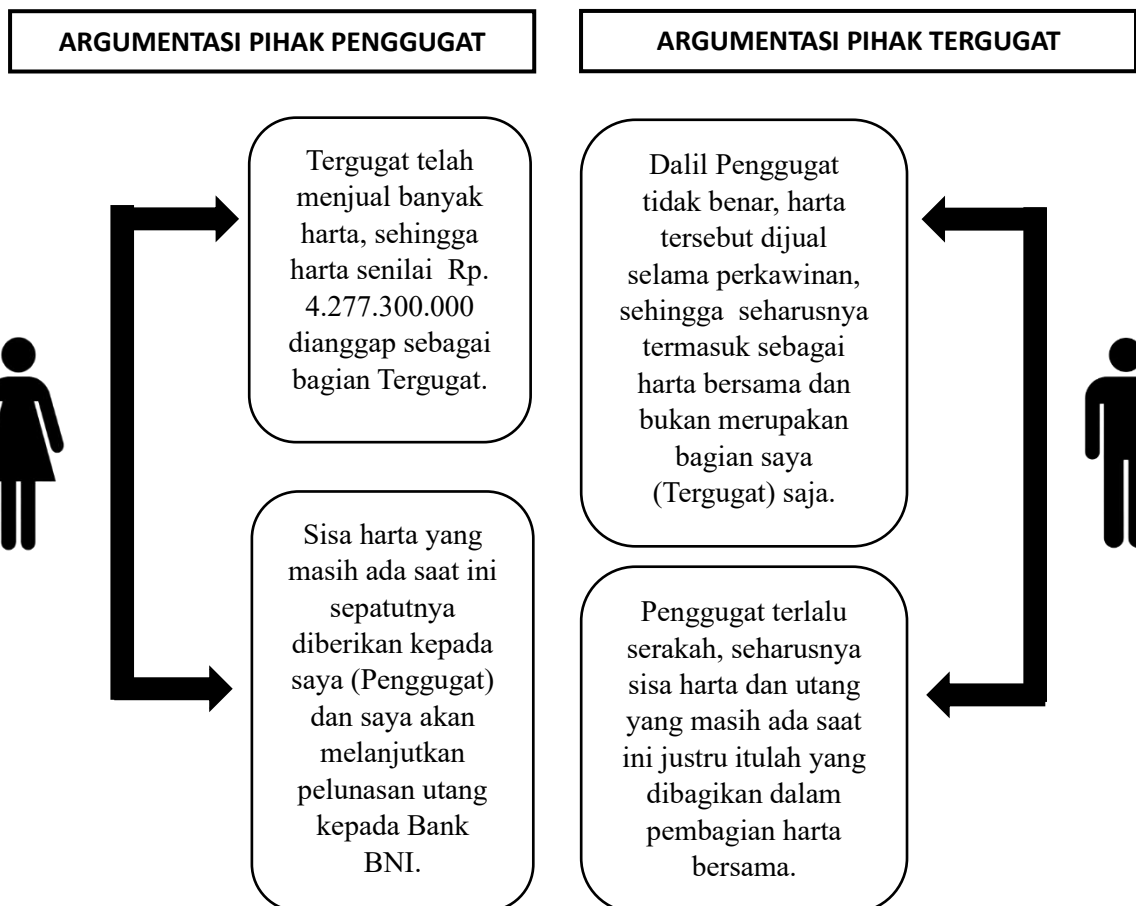 ARGUMENTASI PIHAK PENGGUGAT
ARGUMENTASI PIHAK TERGUGAT
Tergugat telah
menjual banyak
harta, sehingga
harta senilai Rp.
4.277.300.000
dianggap sebagai
bagian Tergugat.
Dalil Penggugat
tidak benar, harta
tersebut dijual
selama perkawinan,
sehingga seharusnya
termasuk sebagai
harta bersama dan
bukan merupakan
bagian saya
(Tergugat) saja.
Sisa harta yang
masih ada saat ini
sepatutnya
diberikan kepada
saya (Penggugat)
dan saya akan
melanjutkan
pelunasan utang
kepada Bank
BNI.
Penggugat terlalu
serakah, seharusnya
sisa harta dan utang
yang masih ada saat
ini justru itulah yang
dibagikan dalam
pembagian harta
bersama.